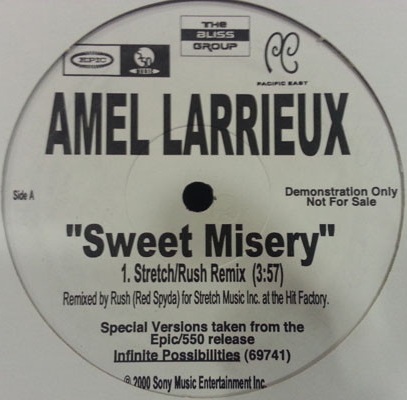 THE
BLISS
GROUP
EPIC
550
PACIFIC EAST
AMEL LARRIEUX
Side A
Demonstration Only
Not For Sale
"Sweet Misery"
1. Stretch/Rush Remix (3:57)
Remixed by Rush (Red Spyda) for Stretch Music Inc. at the Hit Factory.
Special Versions taken from the
Epic/550 release
Infinite Possibilities (69741)
℗ 2000 Sony Music Entertainment Inc.